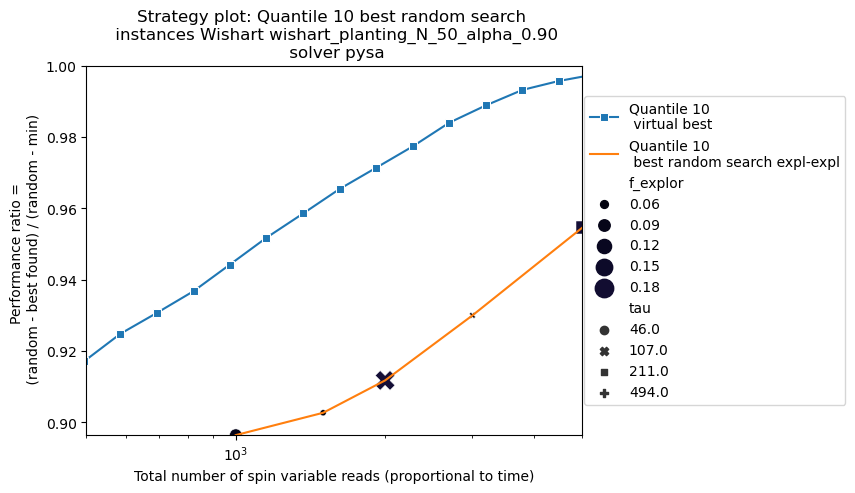 Strategy plot: Quantile 10 best random search
instances Wishart wishart_planting_N_50_alpha_0.90
solver pysa
Performance ratio =
(random - best found) / (random - min)
1.00
0.98
0.96
0.94
0.92
0.90
10^3
Total number of spin variable reads (proportional to time)
Quantile 10
virtual best
Quantile 10
best random search expl-expl
f_explor
0.06
0.09
0.12
0.15
0.18
tau
46.0
107.0
211.0
494.0